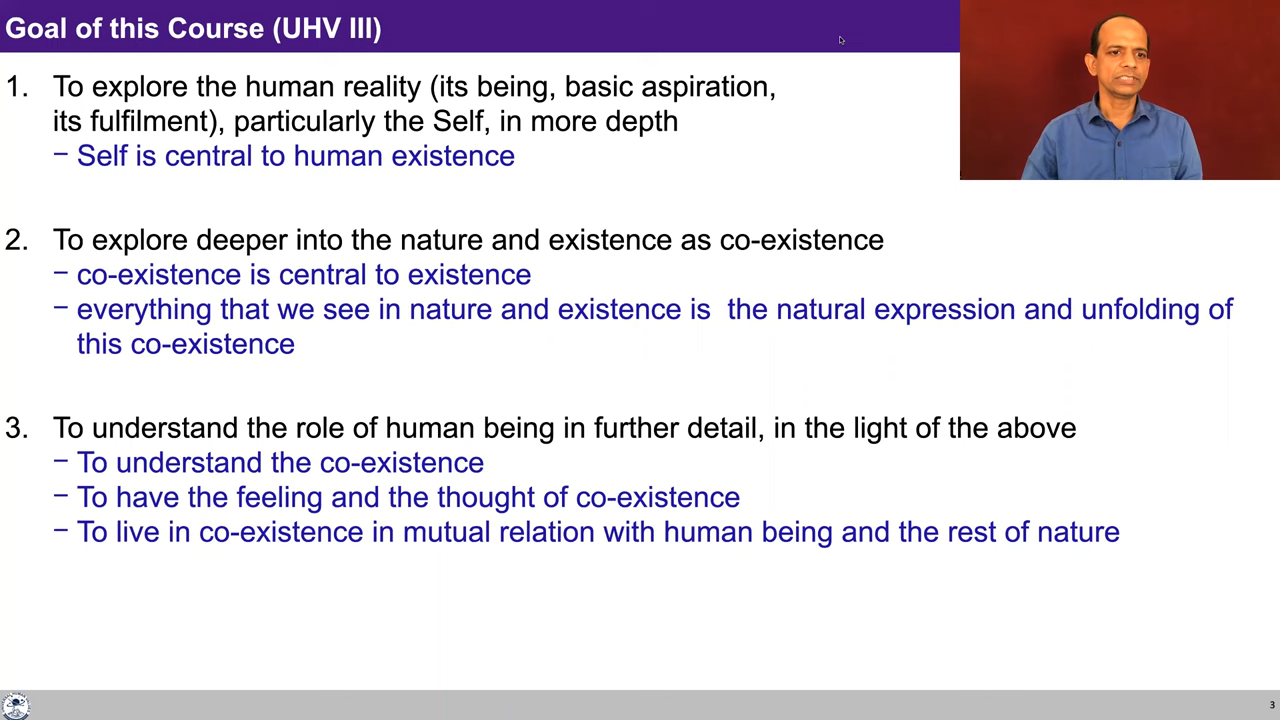 Goal of this Course (UHV III)
1. To explore the human reality (its being, basic aspiration,
its fulfilment), particularly the Self, in more depth
– Self is central to human existence
2. To explore deeper into the nature and existence as co-existence
– co-existence is central to existence
– everything that we see in nature and existence is the natural expression and unfolding of
this co-existence
3. To understand the role of human being in further detail, in the light of the above
– To understand the co-existence
– To have the feeling and the thought of co-existence
– To live in co-existence in mutual relation with human being and the rest of nature
3